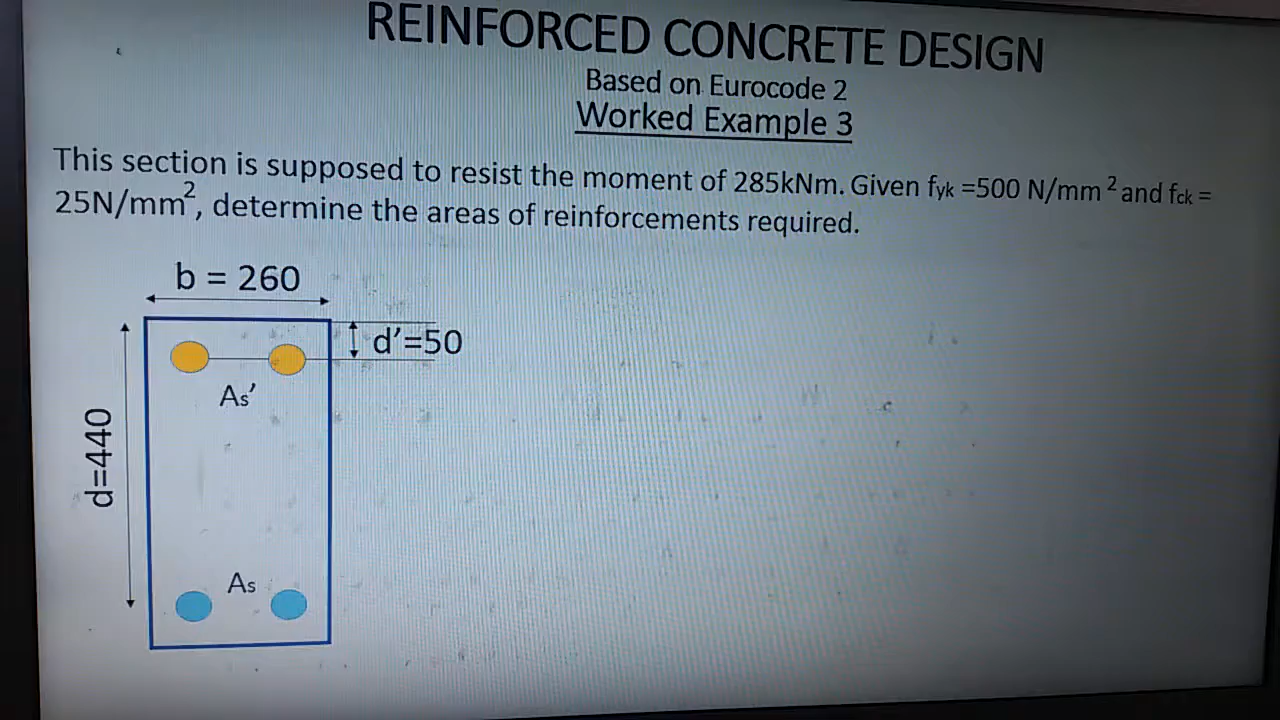 REINFORCED CONCRETE DESIGN
Based on Eurocode 2
Worked Example 3
This section is supposed to resist the moment of 285kNm. Given fyk =500 N/mm² and fck =
25N/mm², determine the areas of reinforcements required.
b = 260
d'=50
As'
d=440
As